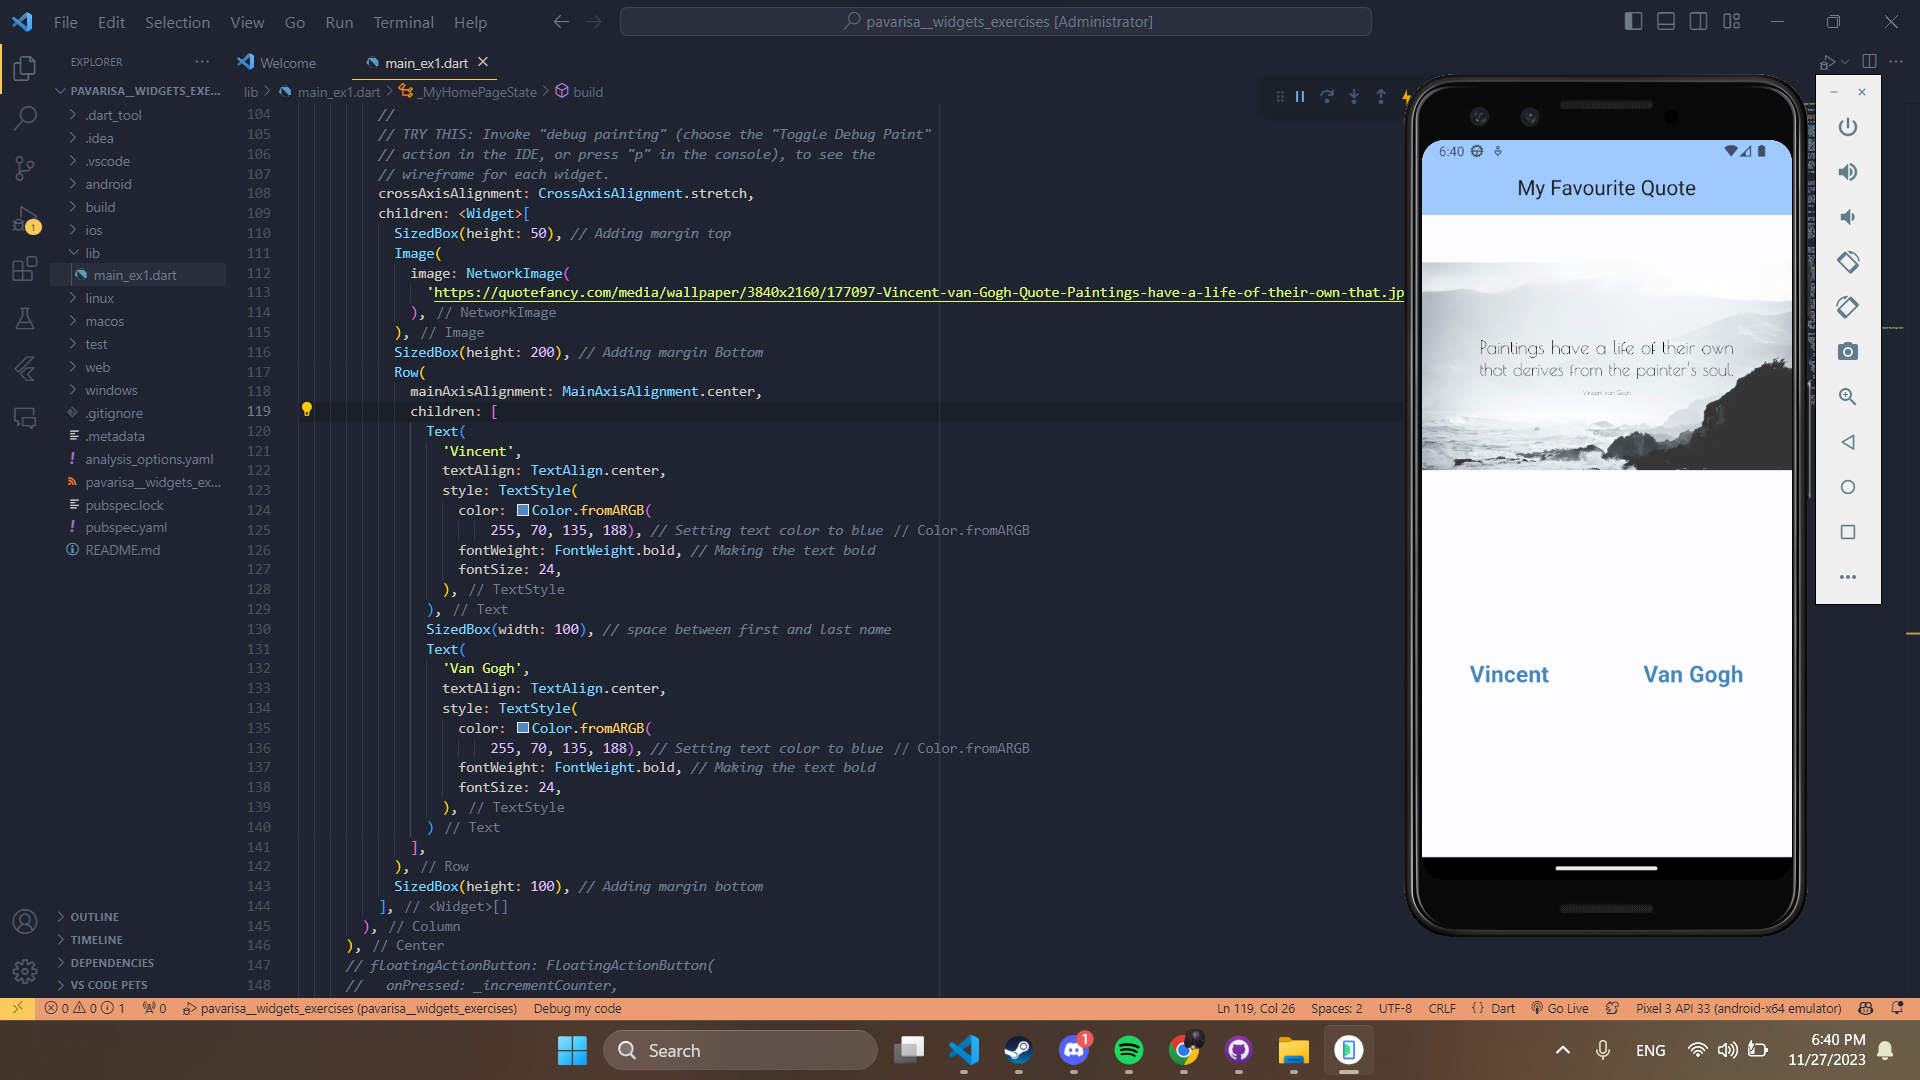 File Edit Selection View Go Run Terminal Help
pavarisa__widgets_exercises [Administrator]
EXPLORER
Welcome
main_ex1.dart
PAVARISA__WIDGETS_EXE...
lib > main_ex1.dart > _MyHomePageState > build
.dart_tool
.idea
.vscode
android
build
ios
lib
main_ex1.dart
linux
macos
test
web
windows
.gitignore
.metadata
analysis_options.yaml
pavarisa__widgets_ex...
pubspec.lock
pubspec.yaml
README.md
OUTLINE
TIMELINE
DEPENDENCIES
VS CODE PETS
1
104 //
105 // TRY THIS: Invoke "debug painting" (choose the "Toggle Debug Paint"
106 // action in the IDE, or press "p" in the console), to see the
107 // wireframe for each widget.
108 crossAxisAlignment: CrossAxisAlignment.stretch,
109 children: <Widget>[
110 SizedBox(height: 50), // Adding margin top
111 Image(
112 image: NetworkImage(
113 'https://quotefancy.com/media/wallpaper/3840x2160/177097-Vincent-van-Gogh-Quote-Paintings-have-a-life-of-their-own-that.jp
114 ), // NetworkImage
115 ), // Image
116 SizedBox(height: 200), // Adding margin Bottom
117 Row(
118 mainAxisAlignment: MainAxisAlignment.center,
119 children: [
120 Text(
121 'Vincent',
122 textAlign: TextAlign.center,
123 style: TextStyle(
124 color: Color.fromARGB(
125 255, 70, 135, 188), // Setting text color to blue // Color.fromARGB
126 fontWeight: FontWeight.bold, // Making the text bold
127 fontSize: 24,
128 ), // TextStyle
129 ), // Text
130 SizedBox(width: 100), // space between first and last name
131 Text(
132 'Van Gogh',
133 textAlign: TextAlign.center,
134 style: TextStyle(
135 color: Color.fromARGB(
136 255, 70, 135, 188), // Setting text color to blue // Color.fromARGB
137 fontWeight: FontWeight.bold, // Making the text bold
138 fontSize: 24,
139 ), // TextStyle
140 ) // Text
141 ],
142 ), // Row
143 SizedBox(height: 100), // Adding margin bottom
144 ], // <Widget>[]
145 ), // Column
146 ), // Center
147 // floatingActionButton: FloatingActionButton(
148 // onPressed: _incrementCounter,
6:40
My Favourite Quote
Paintings have a life of their own
that derives from the painter's soul.
Vincent van Gogh
Vincent Van Gogh
0 0 1 0 pavarisa__widgets_exercises (pavarisa__widgets_exercises) Debug my code Ln 119, Col 26 Spaces: 2 UTF-8 CRLF {} Dart Go Live Pixel 3 API 33 (android-x64 emulator)
Search
1
ENG
6:40 PM
11/27/2023